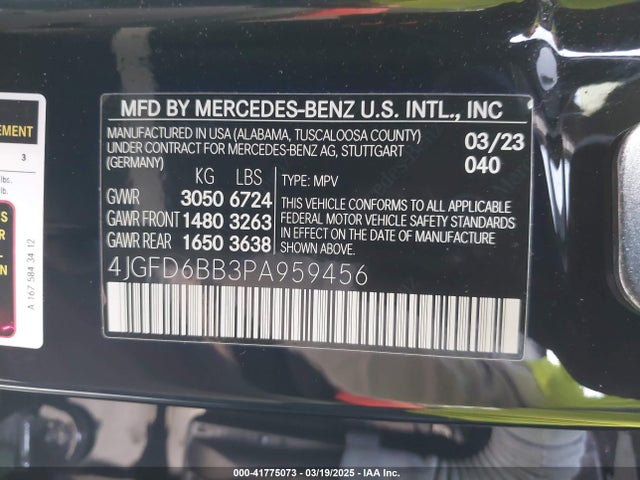 MFD BY MERCEDES-BENZ U.S. INTL., INC
MANUFACTURED IN USA (ALABAMA, TUSCALOOSA COUNTY)
UNDER CONTRACT FOR MERCEDES-BENZ AG, STUTTGART
(GERMANY)
03/23
040
KG LBS
GVWR 3050 6724
GAWR FRONT 1480 3263
GAWR REAR 1650 3638
TYPE: MPV
THIS VEHICLE CONFORMS TO ALL APPLICABLE
FEDERAL MOTOR VEHICLE SAFETY STANDARDS
IN EFFECT ON THE DATE OF MANUFACTURE
SHOWN ABOVE.
4JGFD6BB3PA959456
EMENT
3
lbs.
lb.
S
A 167 584 34 12
000-41775073 — 03/19/2025 — IAA Inc.